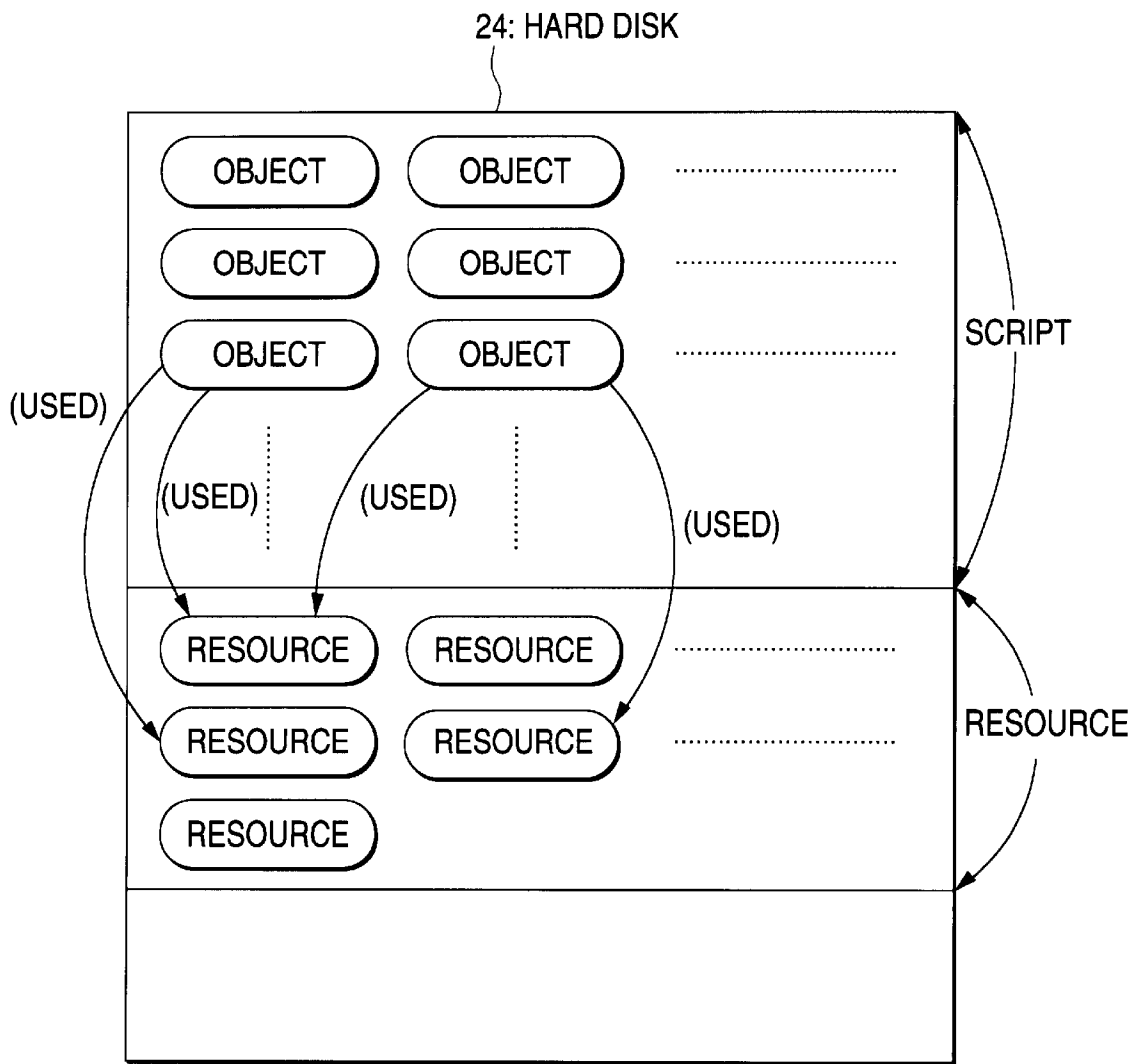 24: HARD DISK
OBJECT OBJECT
OBJECT OBJECT
SCRIPT
OBJECT OBJECT
(USED)
(USED) (USED) (USED)
RESOURCE RESOURCE
RESOURCE RESOURCE RESOURCE
RESOURCE